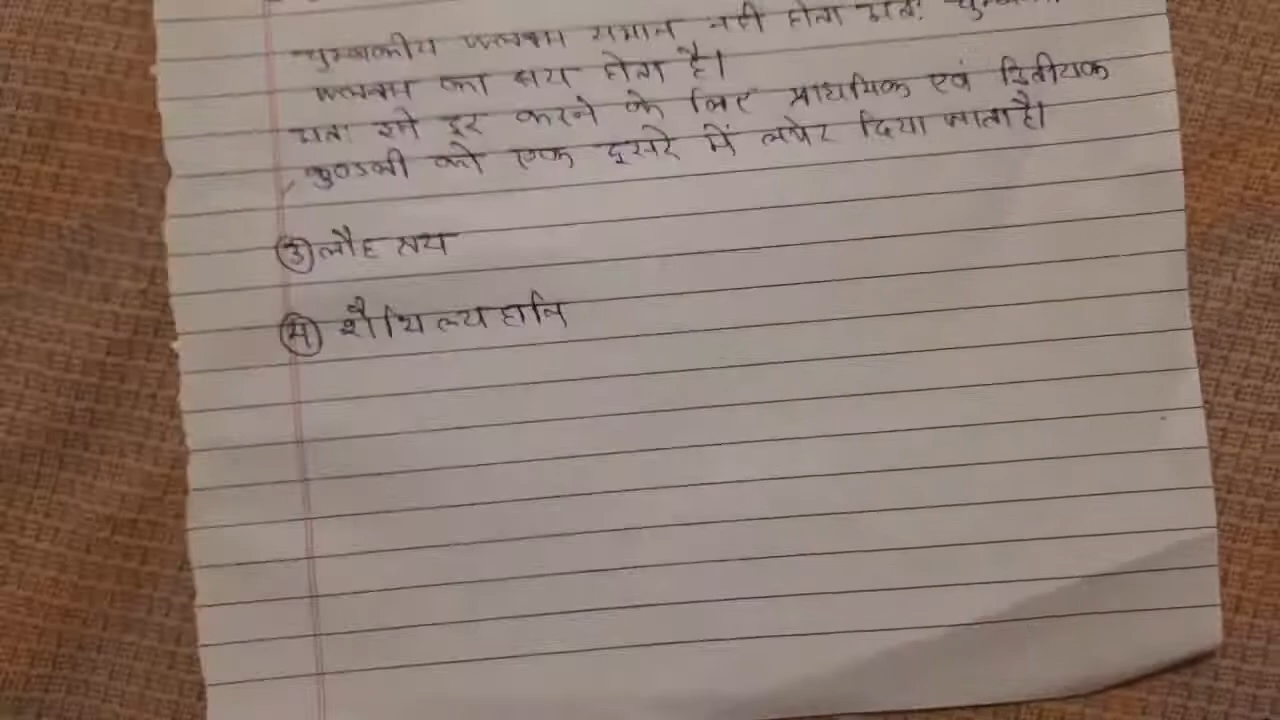 चुम्बकीय फ्लक्स समान नही होता अतः
फ्लक्स का क्षय होता है।
अतः इसे दूर करने के लिए प्राथमिक एवं द्वितीयक
कुण्डली को एक दूसरे में लपेट दिया जाता है।
③ लौह क्षय
④ शैथिल्य हानि